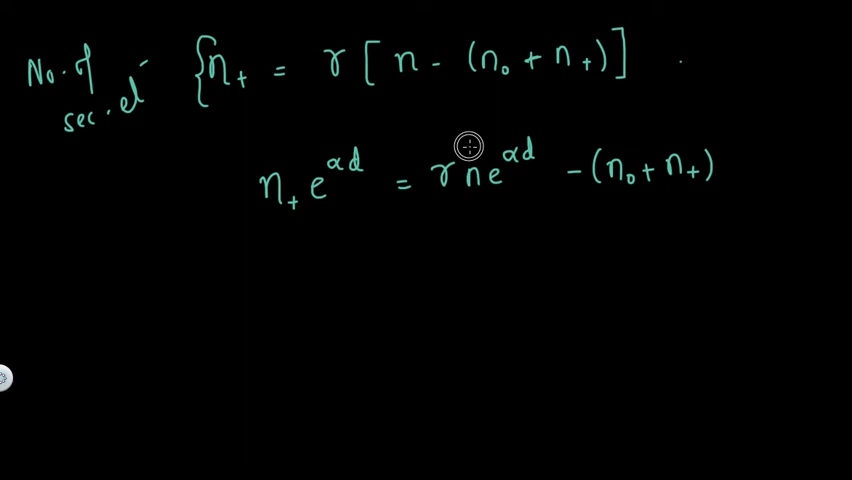 No. of sec. el⁻ { n₊ = γ [ n - (n₀ + n₊) ]
n₊ e^{αd} = γ n e^{αd} - (n₀ + n₊)